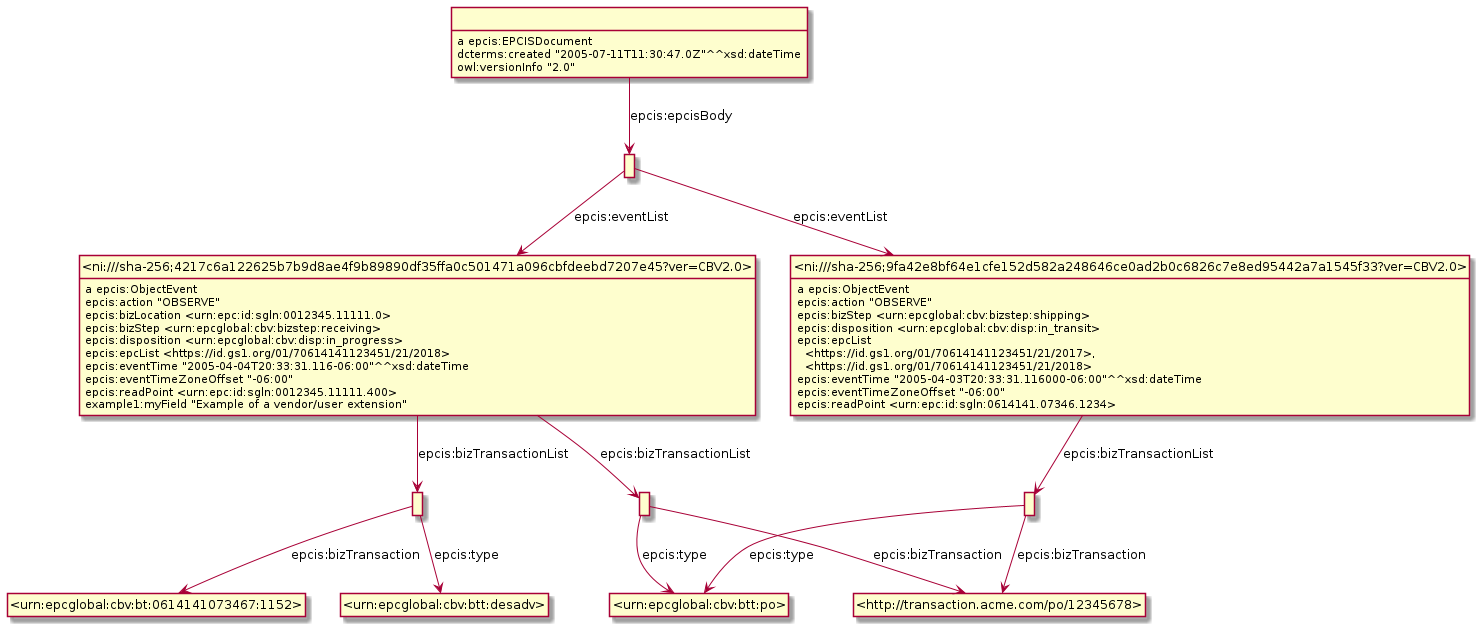 a epcis:EPCISDocument
dcterms:created "2005-07-11T11:30:47.0Z"^^xsd:dateTime
owl:versionInfo "2.0"
epcis:epcisBody
epcis:eventList
epcis:eventList
<ni:///sha-256;4217c6a122625b7b9d8ae4f9b89890df35ffa0c501471a096cbfdeebd7207e45?ver=CBV2.0>
a epcis:ObjectEvent
epcis:action "OBSERVE"
epcis:bizLocation <urn:epc:id:sgln:0012345.11111.0>
epcis:bizStep <urn:epcglobal:cbv:bizstep:receiving>
epcis:disposition <urn:epcglobal:cbv:disp:in_progress>
epcis:epcList <https://id.gs1.org/01/70614141123451/21/2018>
epcis:eventTime "2005-04-04T20:33:31.116-06:00"^^xsd:dateTime
epcis:eventTimeZoneOffset "-06:00"
epcis:readPoint <urn:epc:id:sgln:0012345.11111.400>
example1:myField "Example of a vendor/user extension"
<ni:///sha-256;9fa42e8bf64e1cfe152d582a248646ce0ad2b0c6826c7e8ed95442a7a1545f33?ver=CBV2.0>
a epcis:ObjectEvent
epcis:action "OBSERVE"
epcis:bizStep <urn:epcglobal:cbv:bizstep:shipping>
epcis:disposition <urn:epcglobal:cbv:disp:in_transit>
epcis:epcList
<https://id.gs1.org/01/70614141123451/21/2017>,
<https://id.gs1.org/01/70614141123451/21/2018>
epcis:eventTime "2005-04-03T20:33:31.116000-06:00"^^xsd:dateTime
epcis:eventTimeZoneOffset "-06:00"
epcis:readPoint <urn:epc:id:sgln:0614141.07346.1234>
epcis:bizTransactionList
epcis:bizTransactionList
epcis:bizTransactionList
epcis:bizTransaction
epcis:type
epcis:type
epcis:type
epcis:bizTransaction
epcis:bizTransaction
<urn:epcglobal:cbv:bt:0614141073467:1152>
<urn:epcglobal:cbv:btt:desadv>
<urn:epcglobal:cbv:btt:po>
<http://transaction.acme.com/po/12345678>